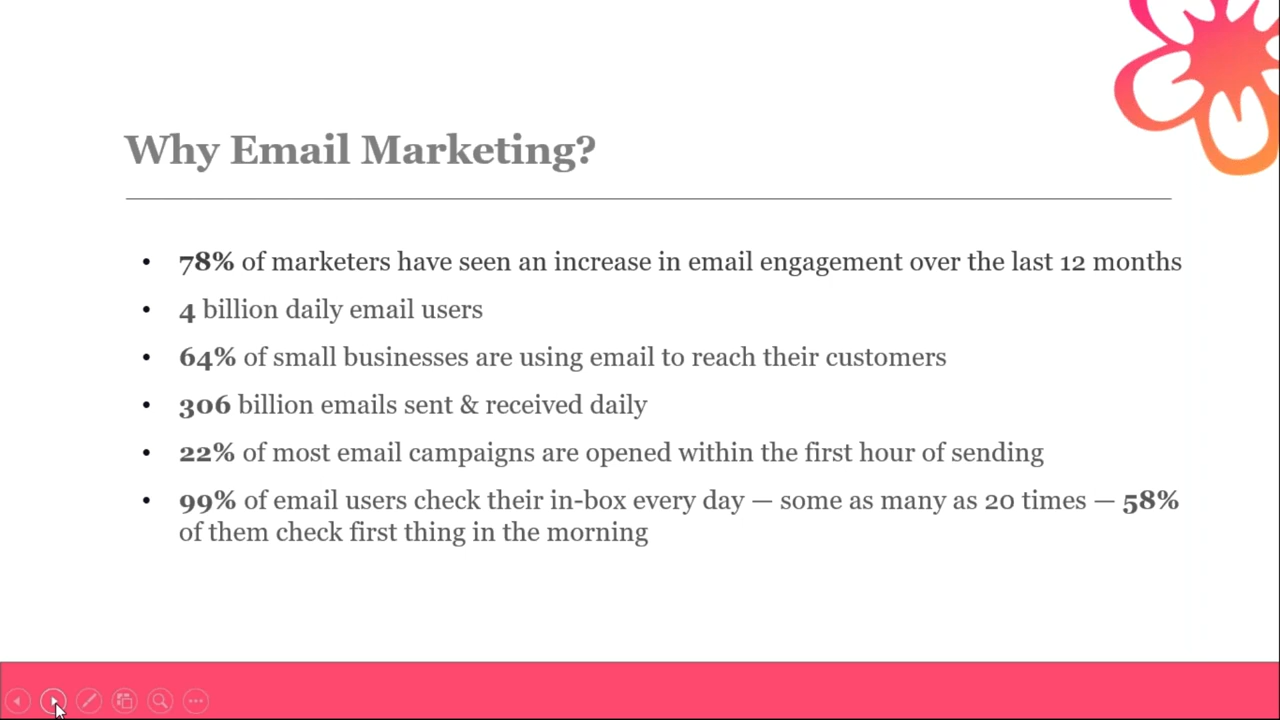 Why Email Marketing?
• 78% of marketers have seen an increase in email engagement over the last 12 months
• 4 billion daily email users
• 64% of small businesses are using email to reach their customers
• 306 billion emails sent & received daily
• 22% of most email campaigns are opened within the first hour of sending
• 99% of email users check their in-box every day — some as many as 20 times — 58%
of them check first thing in the morning